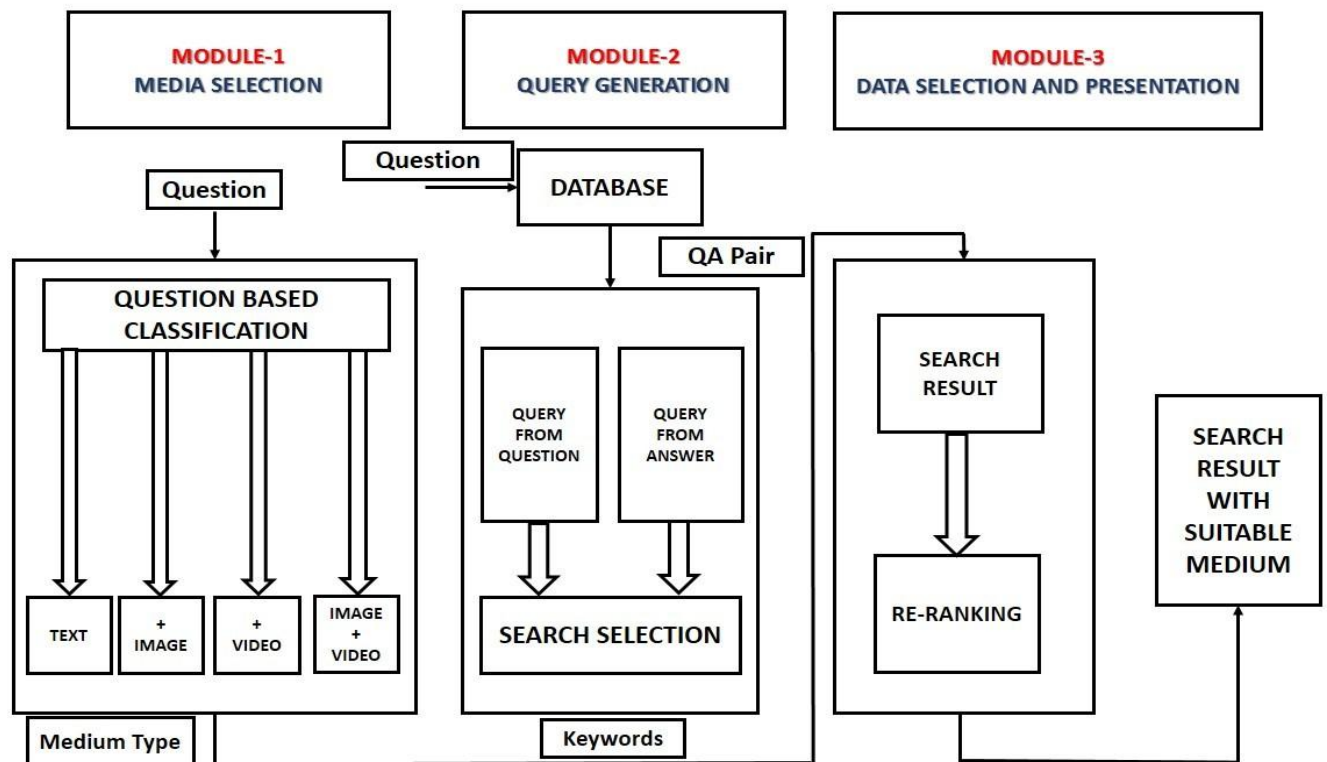 MODULE-1
MEDIA SELECTION
MODULE-2
QUERY GENERATION
MODULE-3
DATA SELECTION AND PRESENTATION
Question
Question
DATABASE
QA Pair
QUESTION BASED
CLASSIFICATION
TEXT
+
IMAGE
+
VIDEO
IMAGE
+
VIDEO
Medium Type
QUERY
FROM
QUESTION
QUERY
FROM
ANSWER
SEARCH SELECTION
Keywords
SEARCH
RESULT
RE-RANKING
SEARCH
RESULT
WITH
SUITABLE
MEDIUM